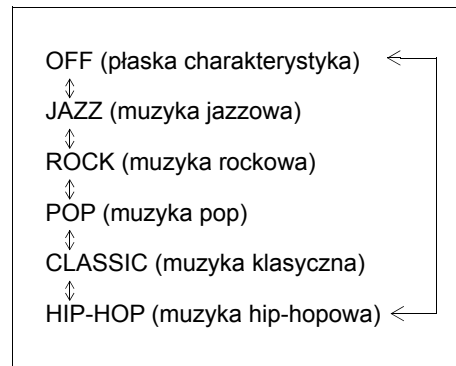 OFF (płaska charakterystyka)
JAZZ (muzyka jazzowa)
ROCK (muzyka rockowa)
POP (muzyka pop)
CLASSIC (muzyka klasyczna)
HIP-HOP (muzyka hip-hopowa)